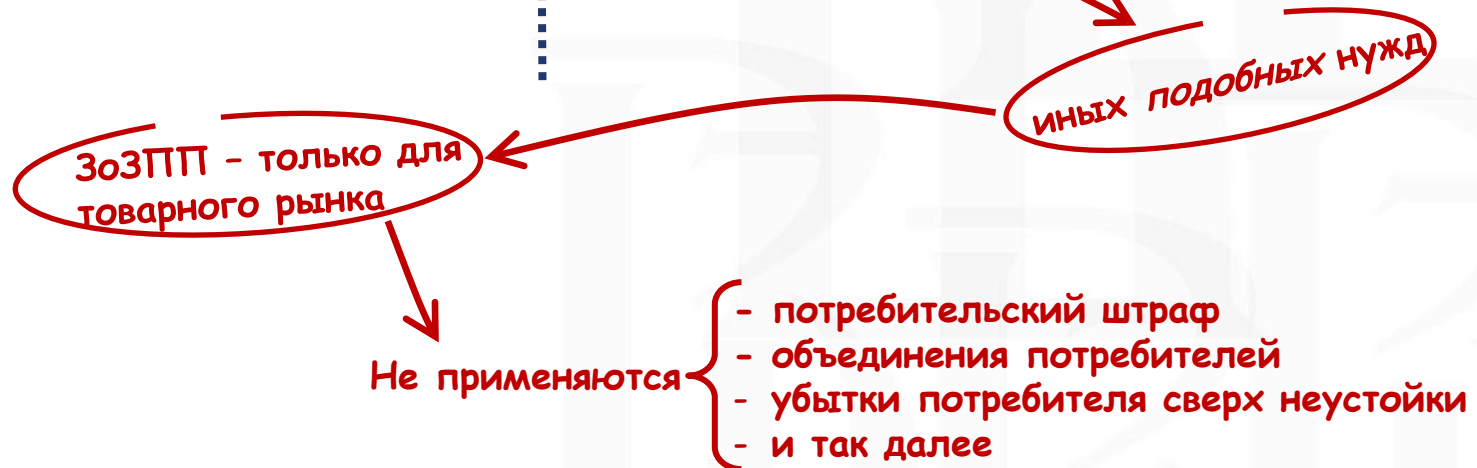 иных подобных нужд
ЗоЗПП – только для
товарного рынка
Не применяются
- потребительский штраф
- объединения потребителей
- убытки потребителя сверх неустойки
- и так далее